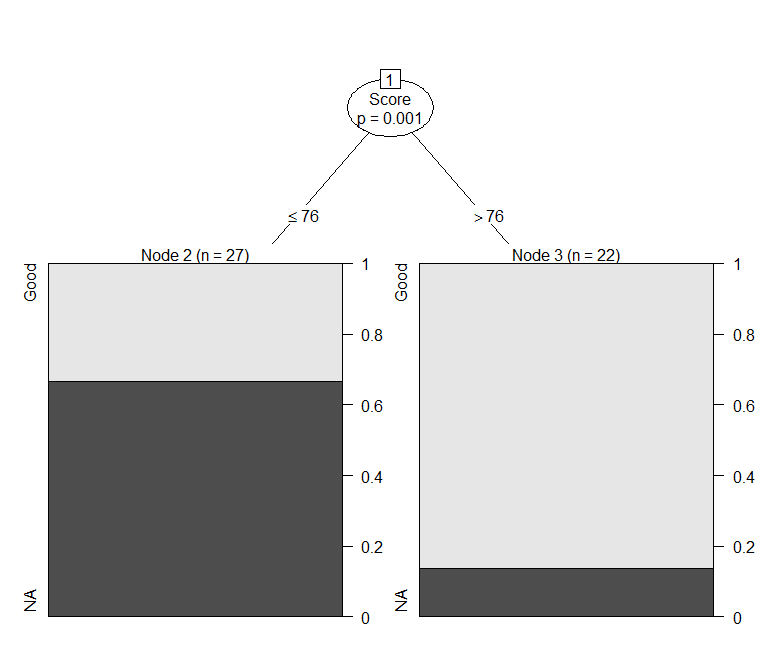 1
Score
p = 0.001
≤ 76
> 76
Node 2 (n = 27)
Good
NA
1
0.8
0.6
0.4
0.2
0
Node 3 (n = 22)
Good
NA
1
0.8
0.6
0.4
0.2
0